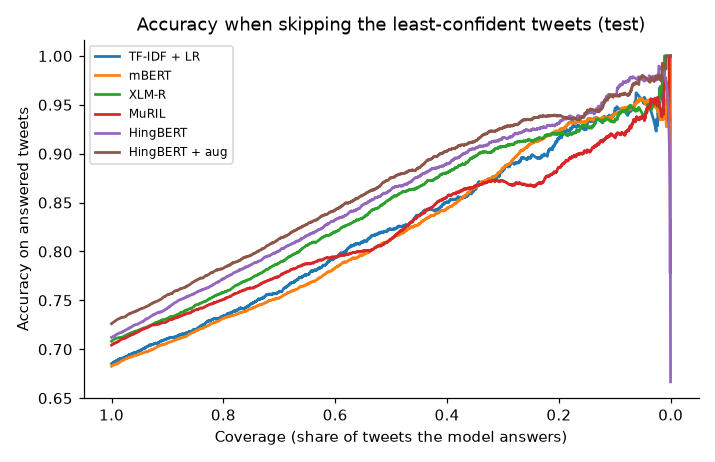 Accuracy when skipping the least-confident tweets (test)
Accuracy on answered tweets
1.00
0.95
0.90
0.85
0.80
0.75
0.70
0.65
TF-IDF + LR
mBERT
XLM-R
MuRIL
HingBERT
HingBERT + aug
1.0 0.8 0.6 0.4 0.2 0.0
Coverage (share of tweets the model answers)